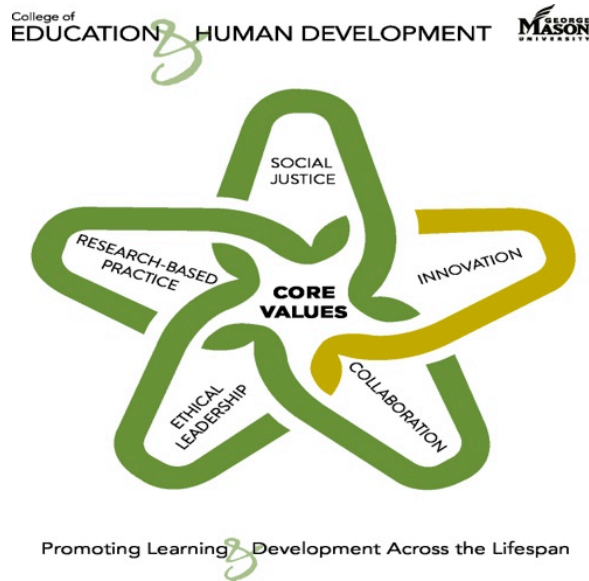 College of
EDUCATION & HUMAN DEVELOPMENT
GEORGE
MASON
UNIVERSITY
SOCIAL
JUSTICE
RESEARCH-BASED
PRACTICE
INNOVATION
CORE
VALUES
ETHICAL
LEADERSHIP
COLLABORATION
Promoting Learning & Development Across the Lifespan